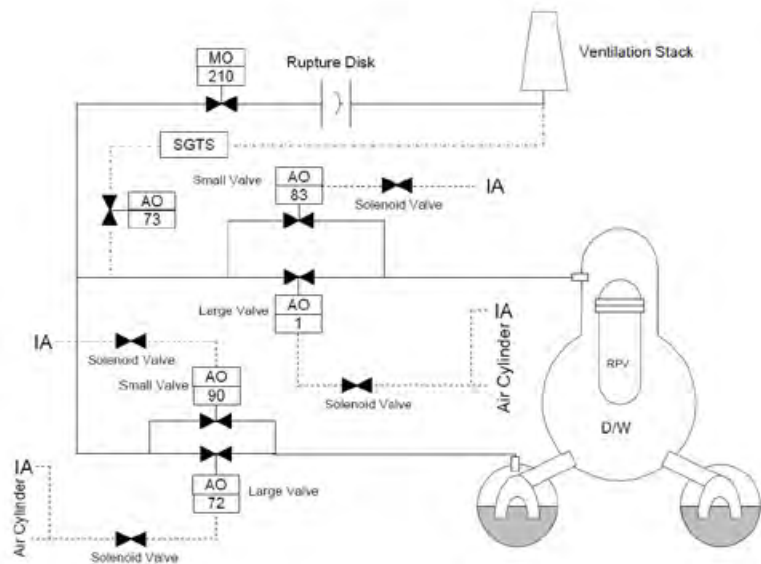 MO
210
Rupture Disk
Ventilation Stack
SGTS
Small Valve
AO
83
IA
Solenoid Valve
AO
73
Large Valve
AO
1
IA
Air Cylinder
Solenoid Valve
RPV
D/W
IA
Solenoid Valve
Small Valve
AO
90
IA
Air Cylinder
AO
72
Large Valve
Solenoid Valve